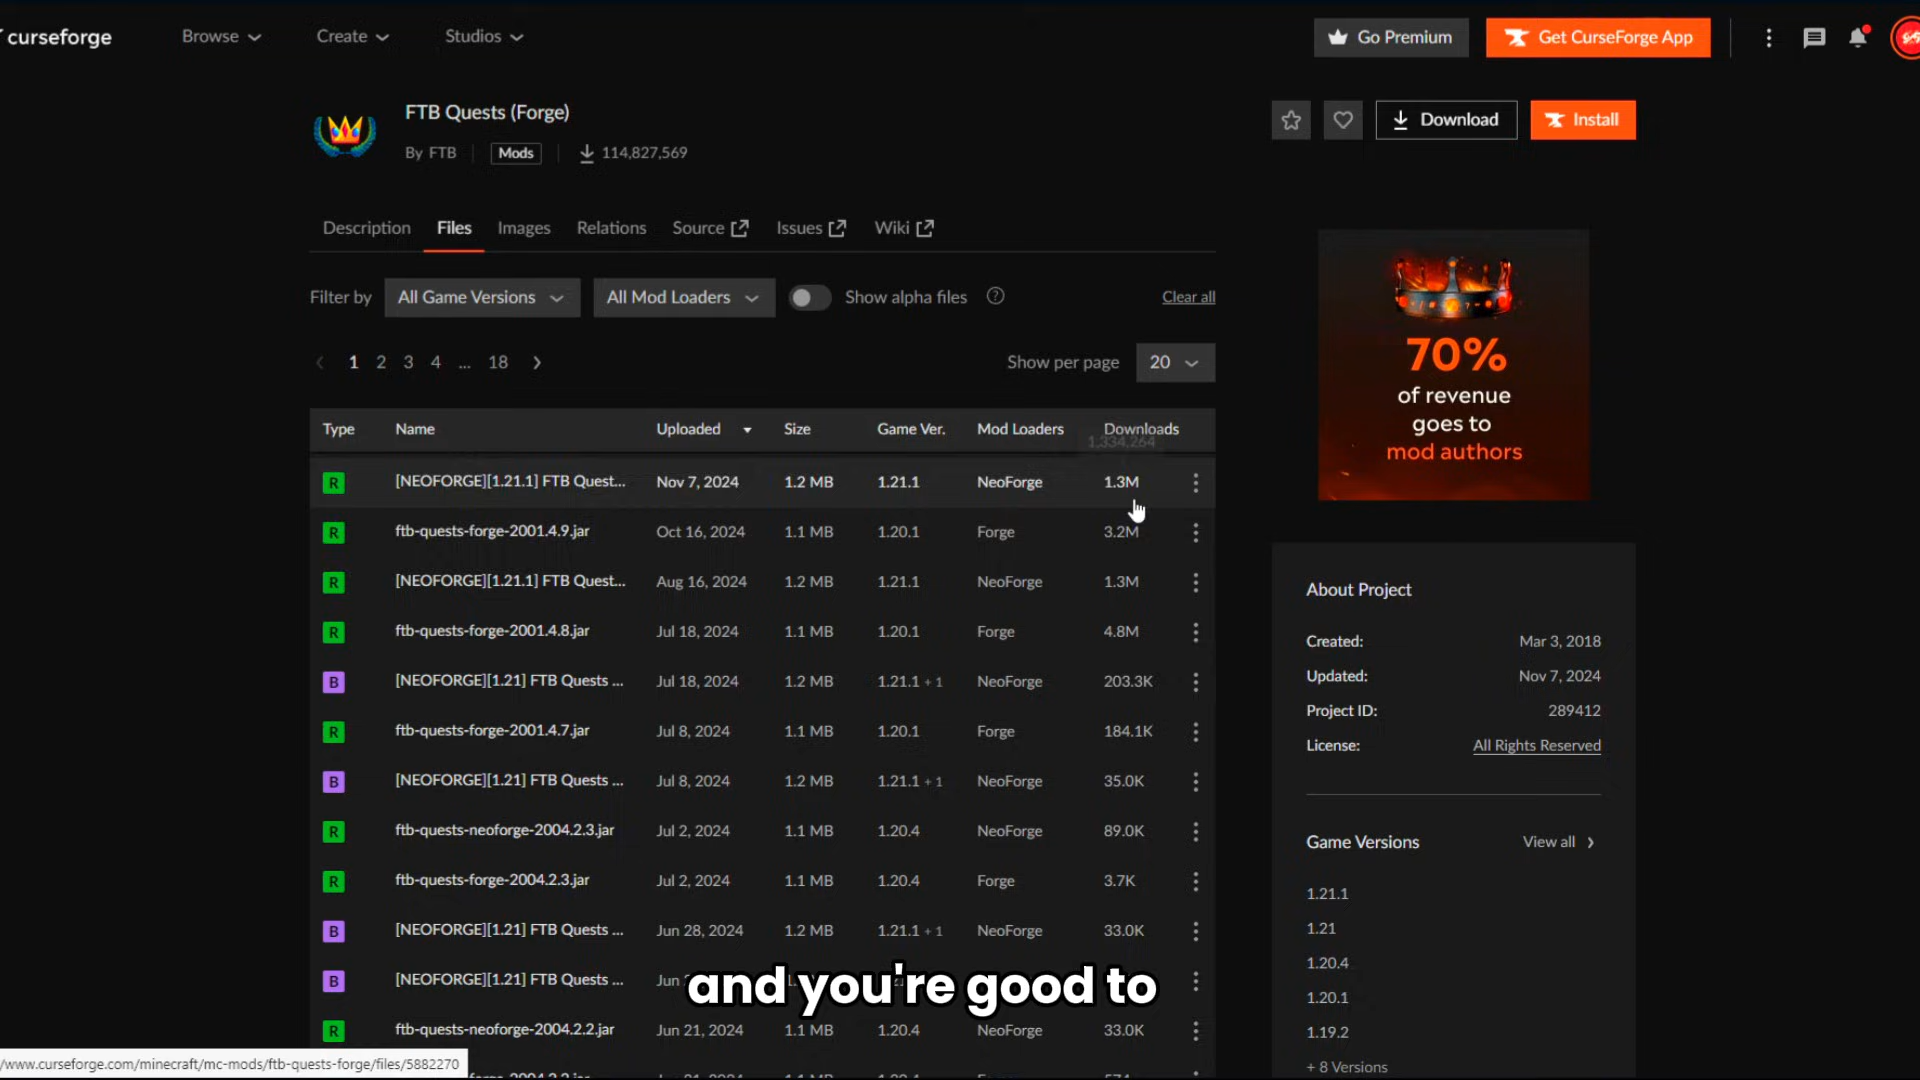 curseforge
Browse
Create
Studios
Go Premium
Get CurseForge App
FTB Quests (Forge)
By FTB
Mods
114,827,569
Download
Install
Description
Files
Images
Relations
Source
Issues
Wiki
Filter by
All Game Versions
All Mod Loaders
Show alpha files
?
Clear all
1 2 3 4 ... 18
Show per page
20
Type Name Uploaded Size Game Ver. Mod Loaders Downloads
1,334,264
R [NEOFORGE][1.21.1] FTB Quest... Nov 7, 2024 1.2 MB 1.21.1 NeoForge 1.3M
R ftb-quests-forge-2001.4.9.jar Oct 16, 2024 1.1 MB 1.20.1 Forge 3.2M
R [NEOFORGE][1.21.1] FTB Quest... Aug 16, 2024 1.2 MB 1.21.1 NeoForge 1.3M
R ftb-quests-forge-2001.4.8.jar Jul 18, 2024 1.1 MB 1.20.1 Forge 4.8M
B [NEOFORGE][1.21] FTB Quests ... Jul 18, 2024 1.2 MB 1.21.1 + 1 NeoForge 203.3K
R ftb-quests-forge-2001.4.7.jar Jul 8, 2024 1.1 MB 1.20.1 Forge 184.1K
B [NEOFORGE][1.21] FTB Quests ... Jul 8, 2024 1.2 MB 1.21.1 + 1 NeoForge 35.0K
R ftb-quests-neoforge-2004.2.3.jar Jul 2, 2024 1.1 MB 1.20.4 NeoForge 89.0K
R ftb-quests-forge-2004.2.3.jar Jul 2, 2024 1.1 MB 1.20.4 Forge 3.7K
B [NEOFORGE][1.21] FTB Quests ... Jun 28, 2024 1.2 MB 1.21.1 + 1 NeoForge 33.0K
B [NEOFORGE][1.21] FTB Quests ... Jun
and you're good to
R ftb-quests-neoforge-2004.2.2.jar Jun 21, 2024 1.1 MB 1.20.4 NeoForge 33.0K
/www.curseforge.com/minecraft/mc-mods/ftb-quests-forge/files/5882270
70%
of revenue
goes to
mod authors
About Project
Created: Mar 3, 2018
Updated: Nov 7, 2024
Project ID: 289412
License: All Rights Reserved
Game Versions
View all
1.21.1
1.21
1.20.4
1.20.1
1.19.2
+ 8 Versions